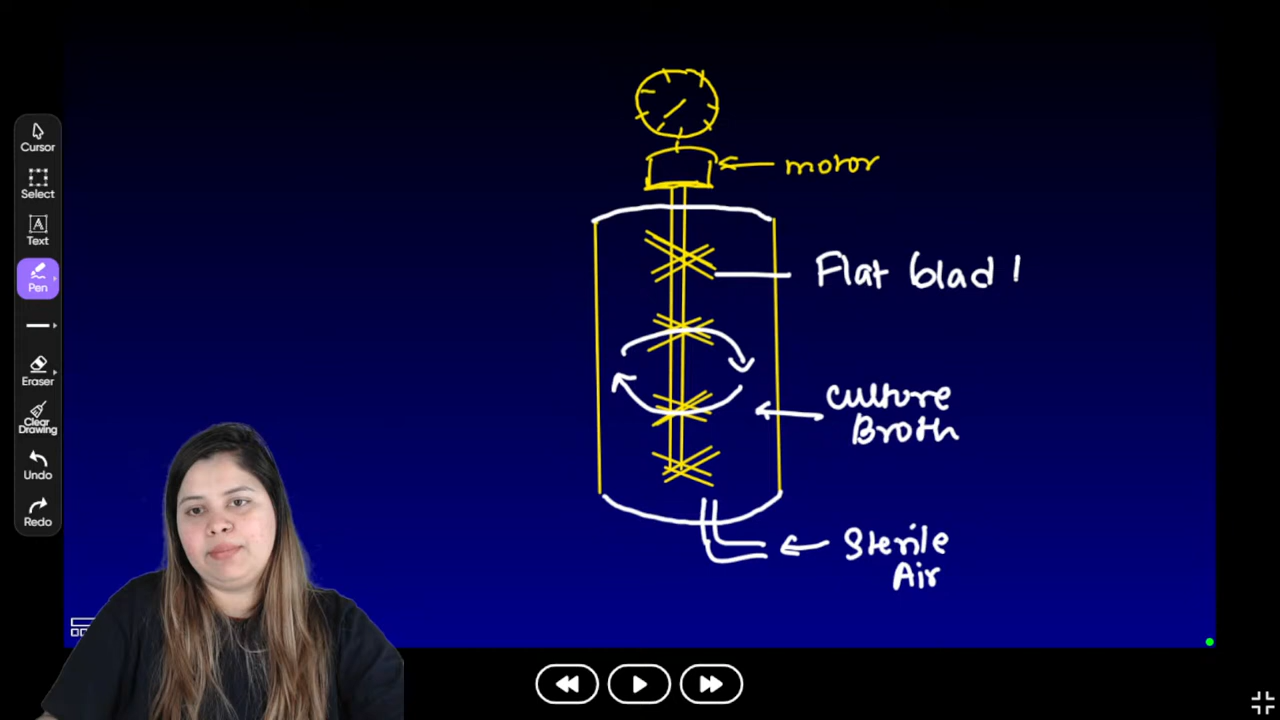 Cursor
Select
Text
Pen
Eraser
Clear
Drawing
Undo
Redo
motor
Flat blad I
Culture
Broth
Sterile
Air